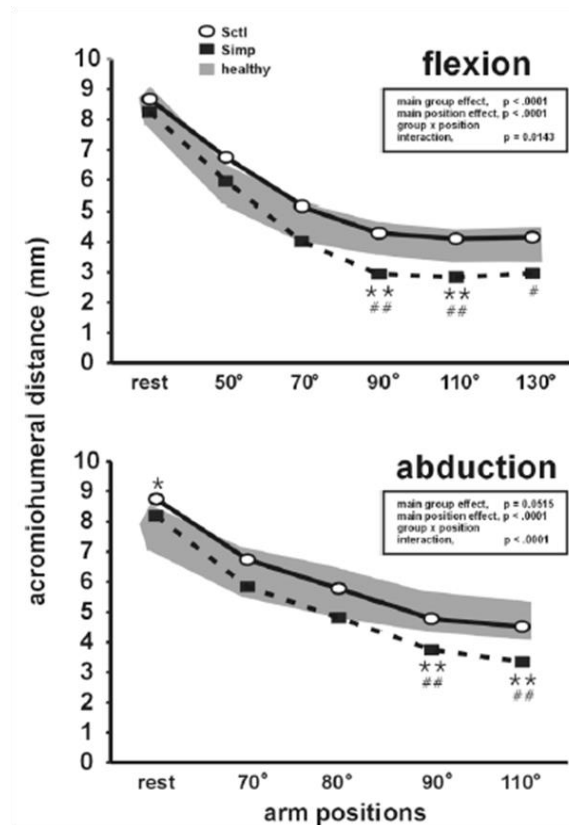 Sctl
Simp
healthy
flexion
main group effect, p < .0001
main position effect, p < .0001
group x position
interaction, p = 0.0143
10
9
8
7
6
5
4
3
2
1
0
**
##
**
##
#
rest 50° 70° 90° 110° 130°
acromiohumeral distance (mm)
abduction
main group effect, p = 0.0515
main position effect, p < .0001
group x position
interaction, p < .0001
10
9
8
7
6
5
4
3
2
1
0
*
**
##
**
##
rest 70° 80° 90° 110°
arm positions